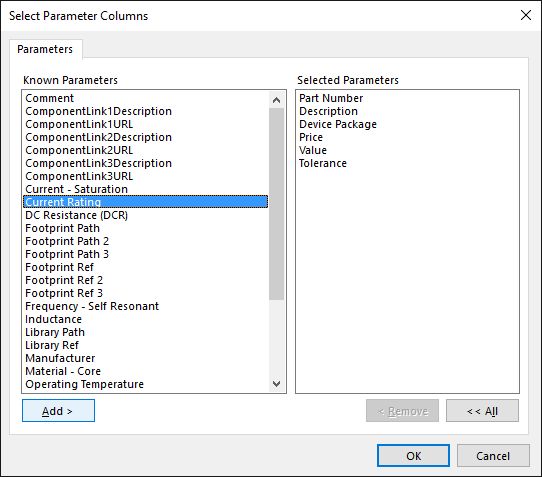 Select Parameter Columns
Parameters
Known Parameters
Comment
ComponentLink1Description
ComponentLink1URL
ComponentLink2Description
ComponentLink2URL
ComponentLink3Description
ComponentLink3URL
Current - Saturation
Current Rating
DC Resistance (DCR)
Footprint Path
Footprint Path 2
Footprint Path 3
Footprint Ref
Footprint Ref 2
Footprint Ref 3
Frequency - Self Resonant
Inductance
Library Path
Library Ref
Manufacturer
Material - Core
Operating Temperature
Selected Parameters
Part Number
Description
Device Package
Price
Value
Tolerance
Add >
< Remove
<< All
OK
Cancel